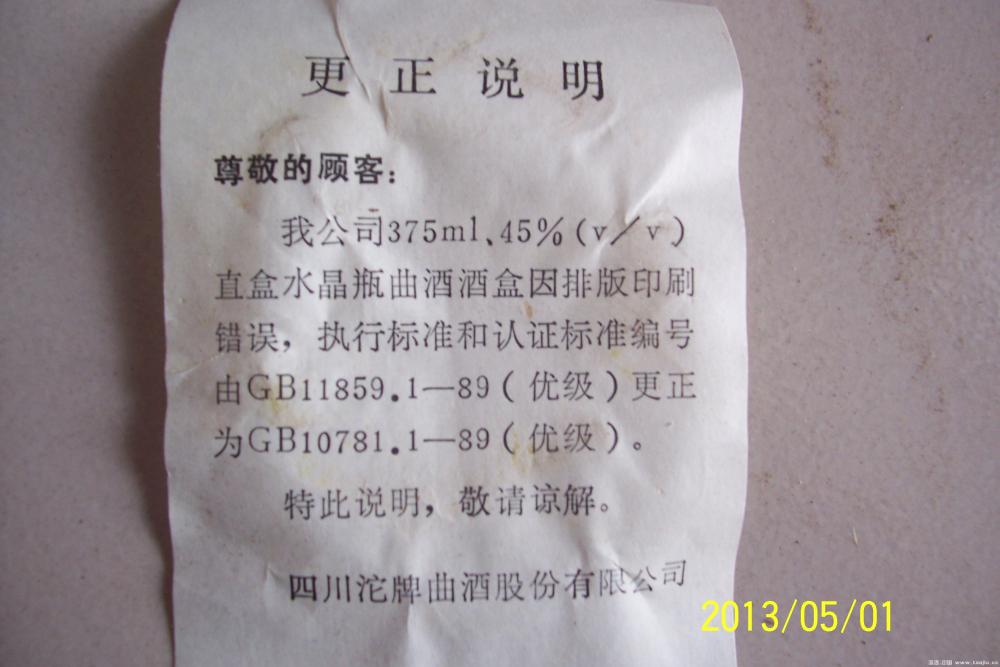 更正说明
尊敬的顾客：
我公司375ml、45%(v/v)
直盒水晶瓶曲酒酒盒因排版印刷
错误，执行标准和认证标准编号
由GB11859.1—89(优级)更正
为GB10781.1—89(优级)。
特此说明，敬请谅解。
四川沱牌曲酒股份有限公司
2013/05/01